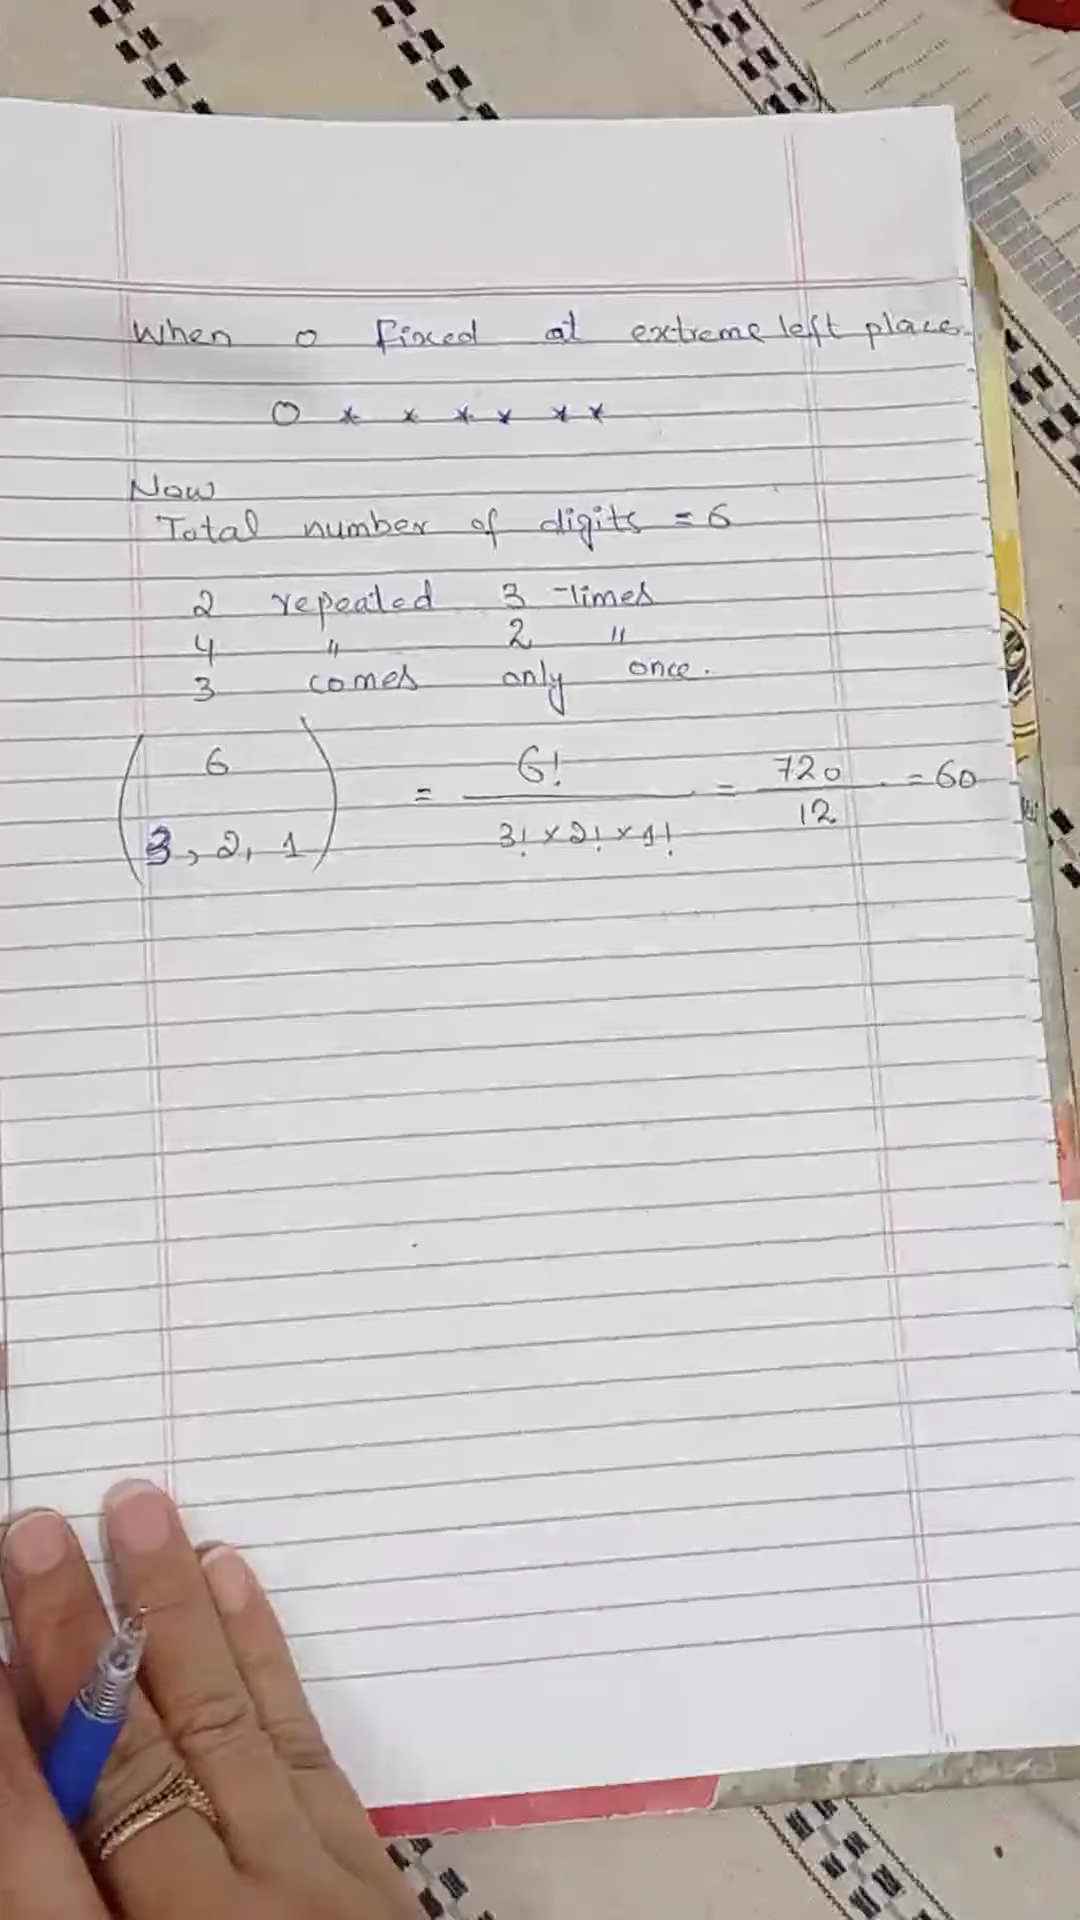 When 0 fixed at extreme left place.
0 * * * * * *
Now
Total number of digits = 6
2 repeated 3 times
4 " 2 "
3 comes only once.
(6 / 3, 2, 1) = 6! / 3! × 2! × 1! = 720 / 12 = 60